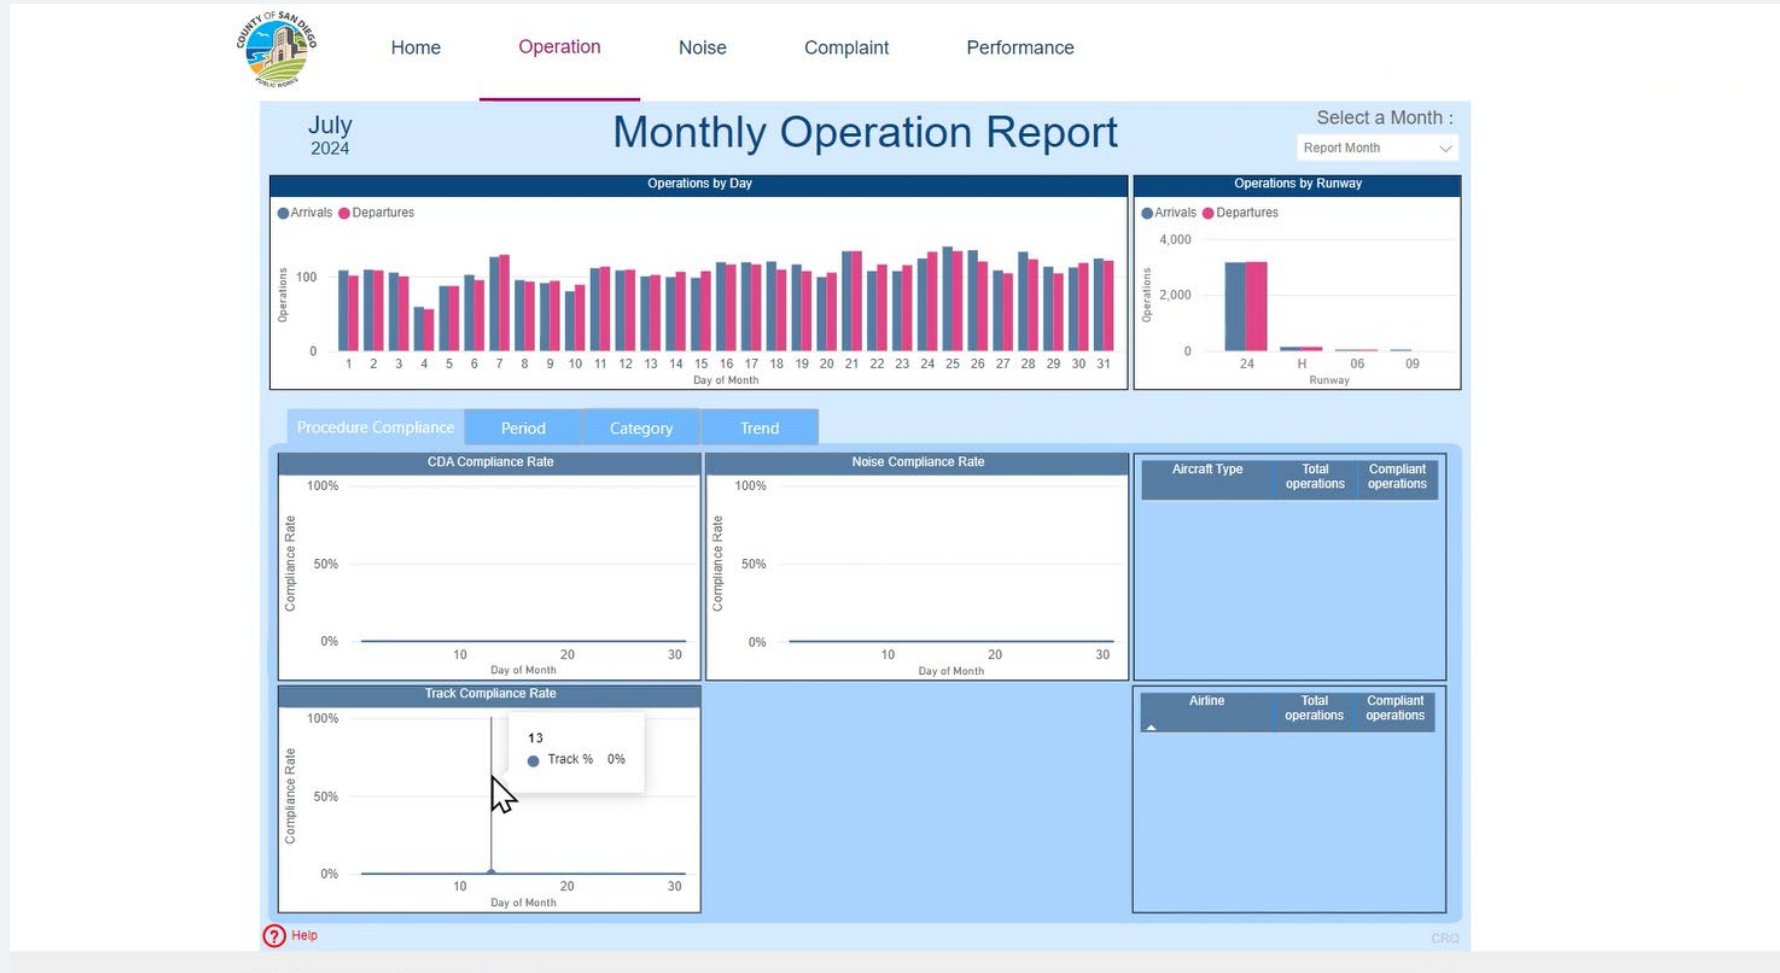 COUNTY OF SAN DIEGO
PUBLIC WORKS
Home Operation Noise Complaint Performance
July
2024
Monthly Operation Report
Select a Month :
Report Month
Operations by Day
Arrivals Departures
Operations
100
0
1 2 3 4 5 6 7 8 9 10 11 12 13 14 15 16 17 18 19 20 21 22 23 24 25 26 27 28 29 30 31
Day of Month
Operations by Runway
Arrivals Departures
Operations
4,000
2,000
0
24 H 06 09
Runway
Procedure Compliance Period Category Trend
CDA Compliance Rate
Compliance Rate
100%
50%
0%
10 20 30
Day of Month
Noise Compliance Rate
Compliance Rate
100%
50%
0%
10 20 30
Day of Month
Aircraft Type Total Compliant
operations operations
Track Compliance Rate
Compliance Rate
100%
50%
0%
13
Track % 0%
10 20 30
Day of Month
Airline Total Compliant
operations operations
Help
CRQ